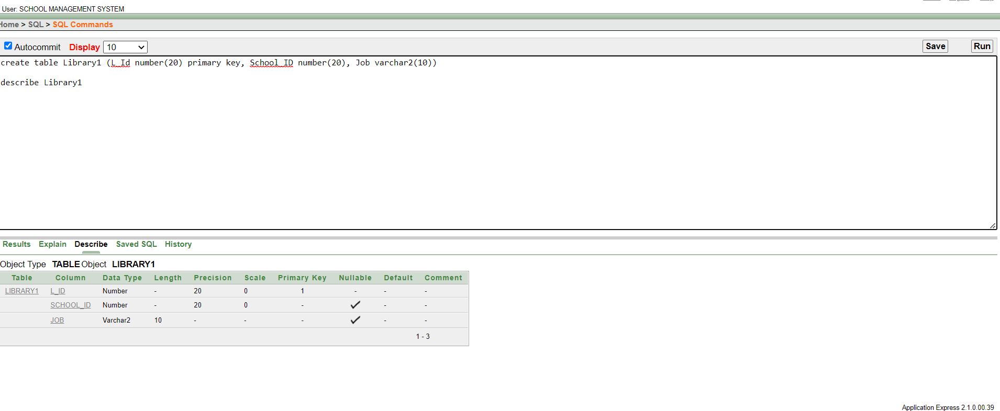 User: SCHOOL MANAGEMENT SYSTEM
Home > SQL > SQL Commands
Autocommit Display 10 Save Run
create table Library1 (L_Id number(20) primary key, School_ID number(20), Job varchar2(10))
describe Library1
Results Explain Describe Saved SQL History
Object Type TABLE Object LIBRARY1
Table Column Data Type Length Precision Scale Primary Key Nullable Default Comment
LIBRARY1 L_ID Number - 20 0 1 - - -
SCHOOL_ID Number - 20 0 - - -
JOB Varchar2 10 - - - - -
1 - 3
Application Express 2.1.0.00.39